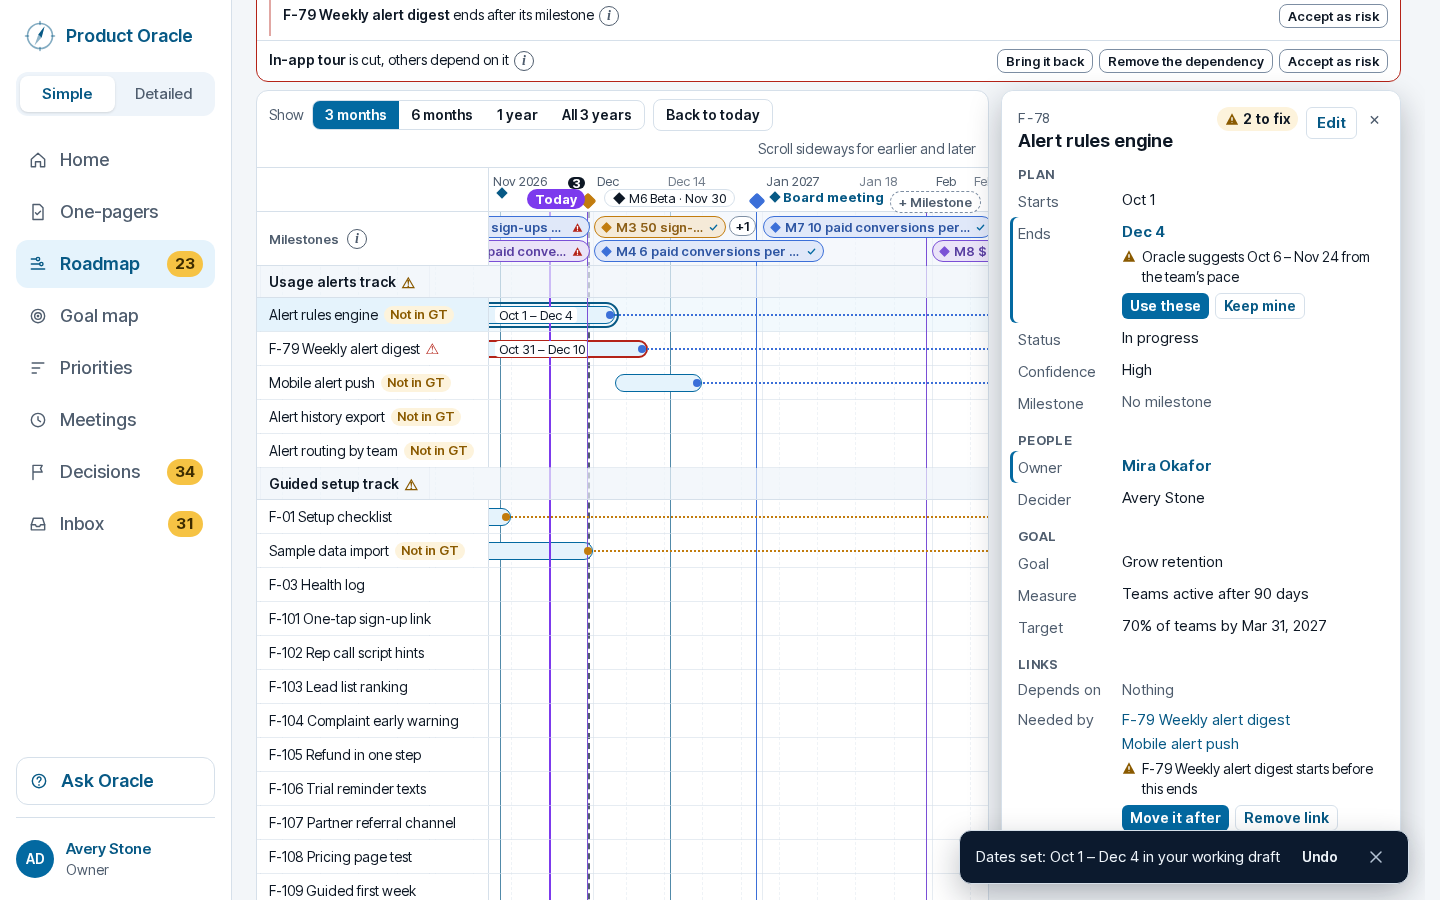 Product Oracle
Simple
Detailed
Home
One-pagers
Roadmap 23
Goal map
Priorities
Meetings
Decisions 34
Inbox 31
Ask Oracle
AD
Avery Stone
Owner
F-79 Weekly alert digest ends after its milestone i
Accept as risk
In-app tour is cut, others depend on it i
Bring it back
Remove the dependency
Accept as risk
Show
3 months
6 months
1 year
All 3 years
Back to today
Scroll sideways for earlier and later
Nov 2026
3
Dec
Dec 14
Jan 2027
Jan 18
Feb
Fe
Today
M6 Beta · Nov 30
Board meeting
+ Milestone
Milestones i
sign-ups ...
M3 50 sign-...
+1
M7 10 paid conversions per...
paid conve...
M4 6 paid conversions per ...
M8 $
Usage alerts track
Alert rules engine Not in GT
Oct 1 – Dec 4
F-79 Weekly alert digest
Oct 31 – Dec 10
Mobile alert push Not in GT
Alert history export Not in GT
Alert routing by team Not in GT
Guided setup track
F-01 Setup checklist
Sample data import Not in GT
F-03 Health log
F-101 One-tap sign-up link
F-102 Rep call script hints
F-103 Lead list ranking
F-104 Complaint early warning
F-105 Refund in one step
F-106 Trial reminder texts
F-107 Partner referral channel
F-108 Pricing page test
F-109 Guided first week
F-78
Alert rules engine
2 to fix
Edit
×
PLAN
Starts Oct 1
Ends Dec 4
Oracle suggests Oct 6 – Nov 24 from
the team's pace
Use these
Keep mine
Status In progress
Confidence High
Milestone No milestone
PEOPLE
Owner Mira Okafor
Decider Avery Stone
GOAL
Goal Grow retention
Measure Teams active after 90 days
Target 70% of teams by Mar 31, 2027
LINKS
Depends on Nothing
Needed by F-79 Weekly alert digest
Mobile alert push
F-79 Weekly alert digest starts before
this ends
Move it after
Remove link
Dates set: Oct 1 – Dec 4 in your working draft
Undo